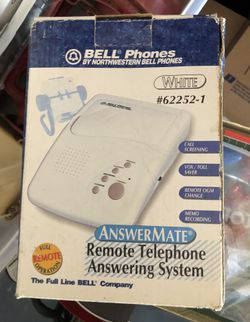 BELL® Phones
BY NORTHWESTERN BELL PHONES
WHITE
#62252-1
CALL
SCREENING
VOX / TOLL
SAVER
REMOTE OGM
CHANGE
MEMO
RECORDING
FULL
REMOTE
OPERATION
ANSWERMATE®
Remote Telephone
Answering System
The Full Line BELL® Company